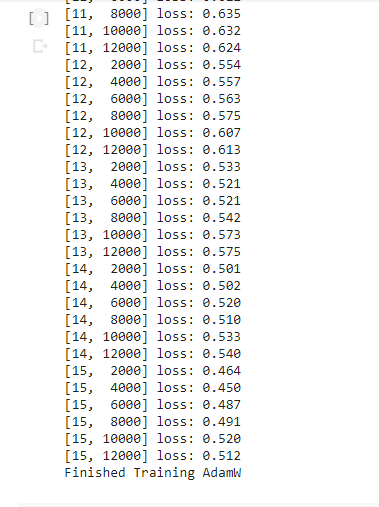 [11,  8000] loss: 0.635
[11, 10000] loss: 0.632
[11, 12000] loss: 0.624
[12,  2000] loss: 0.554
[12,  4000] loss: 0.557
[12,  6000] loss: 0.563
[12,  8000] loss: 0.575
[12, 10000] loss: 0.607
[12, 12000] loss: 0.613
[13,  2000] loss: 0.533
[13,  4000] loss: 0.521
[13,  6000] loss: 0.521
[13,  8000] loss: 0.542
[13, 10000] loss: 0.573
[13, 12000] loss: 0.575
[14,  2000] loss: 0.501
[14,  4000] loss: 0.502
[14,  6000] loss: 0.520
[14,  8000] loss: 0.510
[14, 10000] loss: 0.533
[14, 12000] loss: 0.540
[15,  2000] loss: 0.464
[15,  4000] loss: 0.450
[15,  6000] loss: 0.487
[15,  8000] loss: 0.491
[15, 10000] loss: 0.520
[15, 12000] loss: 0.512
Finished Training AdamW